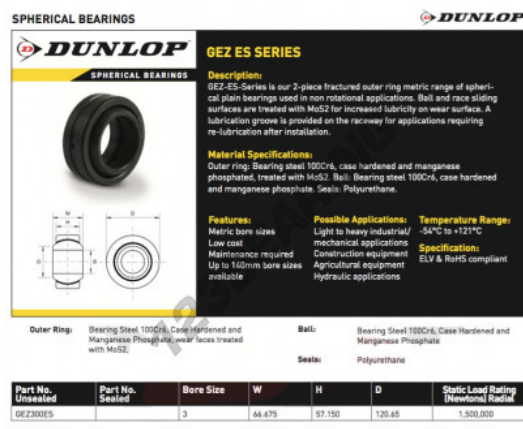 SPHERICAL BEARINGS
DUNLOP
DUNLOP
SPHERICAL BEARINGS
GEZ ES SERIES
Description:
GEZ-ES-Series is our 2-piece fractured outer ring metric range of spheri-
cal plain bearings used in non rotational applications. Ball and race sliding
surfaces are treated with MoS2 for increased lubricity on wear surface. A
lubrication groove is provided on the raceway for applications requiring
re-lubrication after installation.
Material Specifications:
Outer ring: Bearing steel 100Cr6, case hardened and manganese
phosphated, treated with MoS2. Ball: Bearing steel 100Cr6, case hardened
and manganese phosphate. Seals: Polyurethane.
W
H
D
B
Features:
Metric bore sizes
Low cost
Maintenance required
Up to 140mm bore sizes
available
Possible Applications:
Light to heavy industrial/
mechanical applications
Construction equipment
Agricultural equipment
Hydraulic applications
Temperature Range:
-54°C to +121°C
Specification:
ELV & RoHS compliant
Outer Ring: Bearing Steel 100Cr6, Case Hardened and
Manganese Phosphate, wear faces treated
with MoS2.
Ball: Bearing Steel 100Cr6, Case Hardened and
Manganese Phosphate
Seals: Polyurethane
Part No. Unsealed Part No. Sealed Bore Size W H D Static Load Rating (Newtons) Radial
GEZ300ES 3 66.675 57.150 120.65 1,500,000